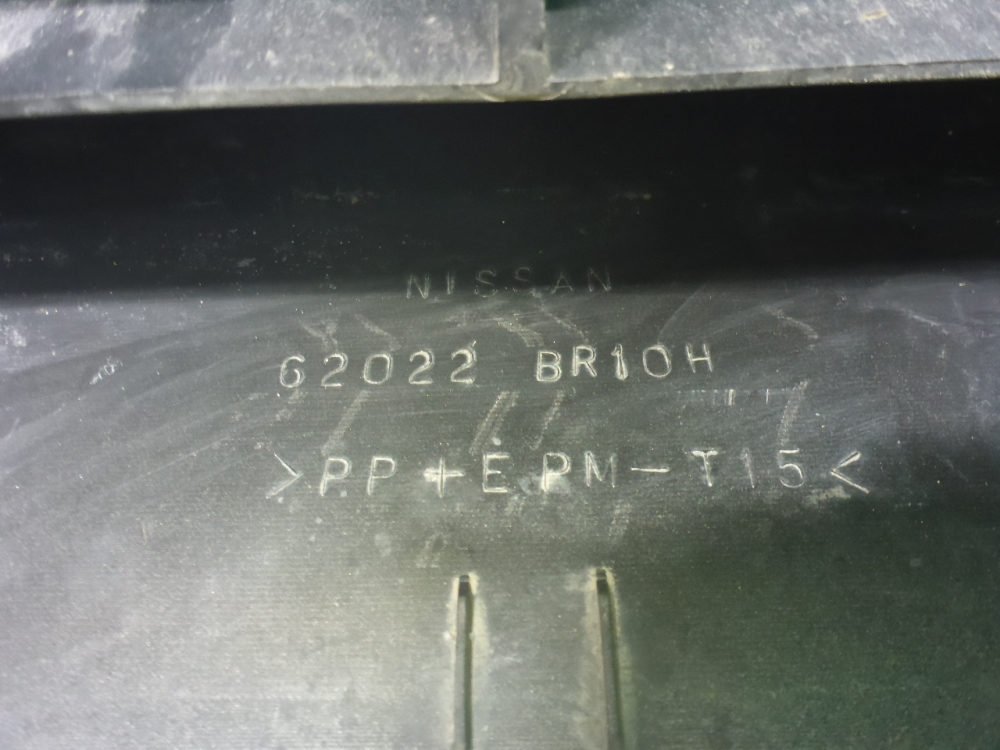 NISSAN
62022 BR10H
>PP+EPM-T15<